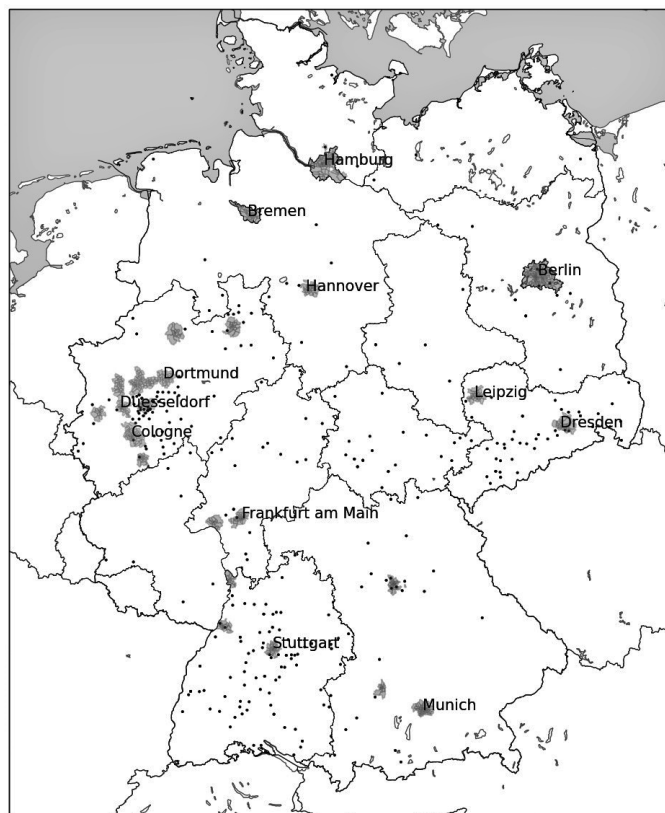 Hamburg
Bremen
Berlin
Hannover
Dortmund
Duesseldorf
Leipzig
Cologne
Dresden
Frankfurt am Main
Stuttgart
Munich